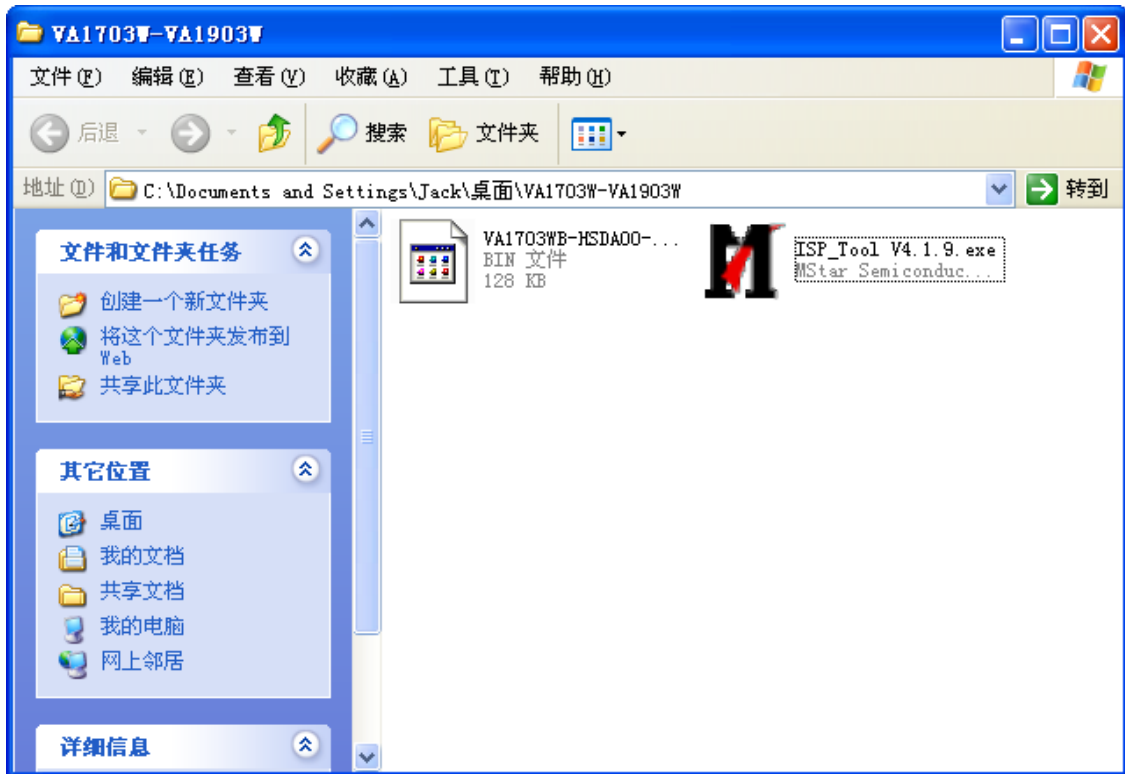 VA1703W-VA1903W
文件(F) 编辑(E) 查看(V) 收藏(A) 工具(T) 帮助(H)
后退 搜索 文件夹
地址(D) C:\Documents and Settings\Jack\桌面\VA1703W-VA1903W 转到
文件和文件夹任务
创建一个新文件夹
将这个文件夹发布到
Web
共享此文件夹
其它位置
桌面
我的文档
共享文档
我的电脑
网上邻居
详细信息
VA1703WB-HSDA00-...
BIN 文件
128 KB
ISP_Tool V4.1.9.exe
MStar Semiconduc...